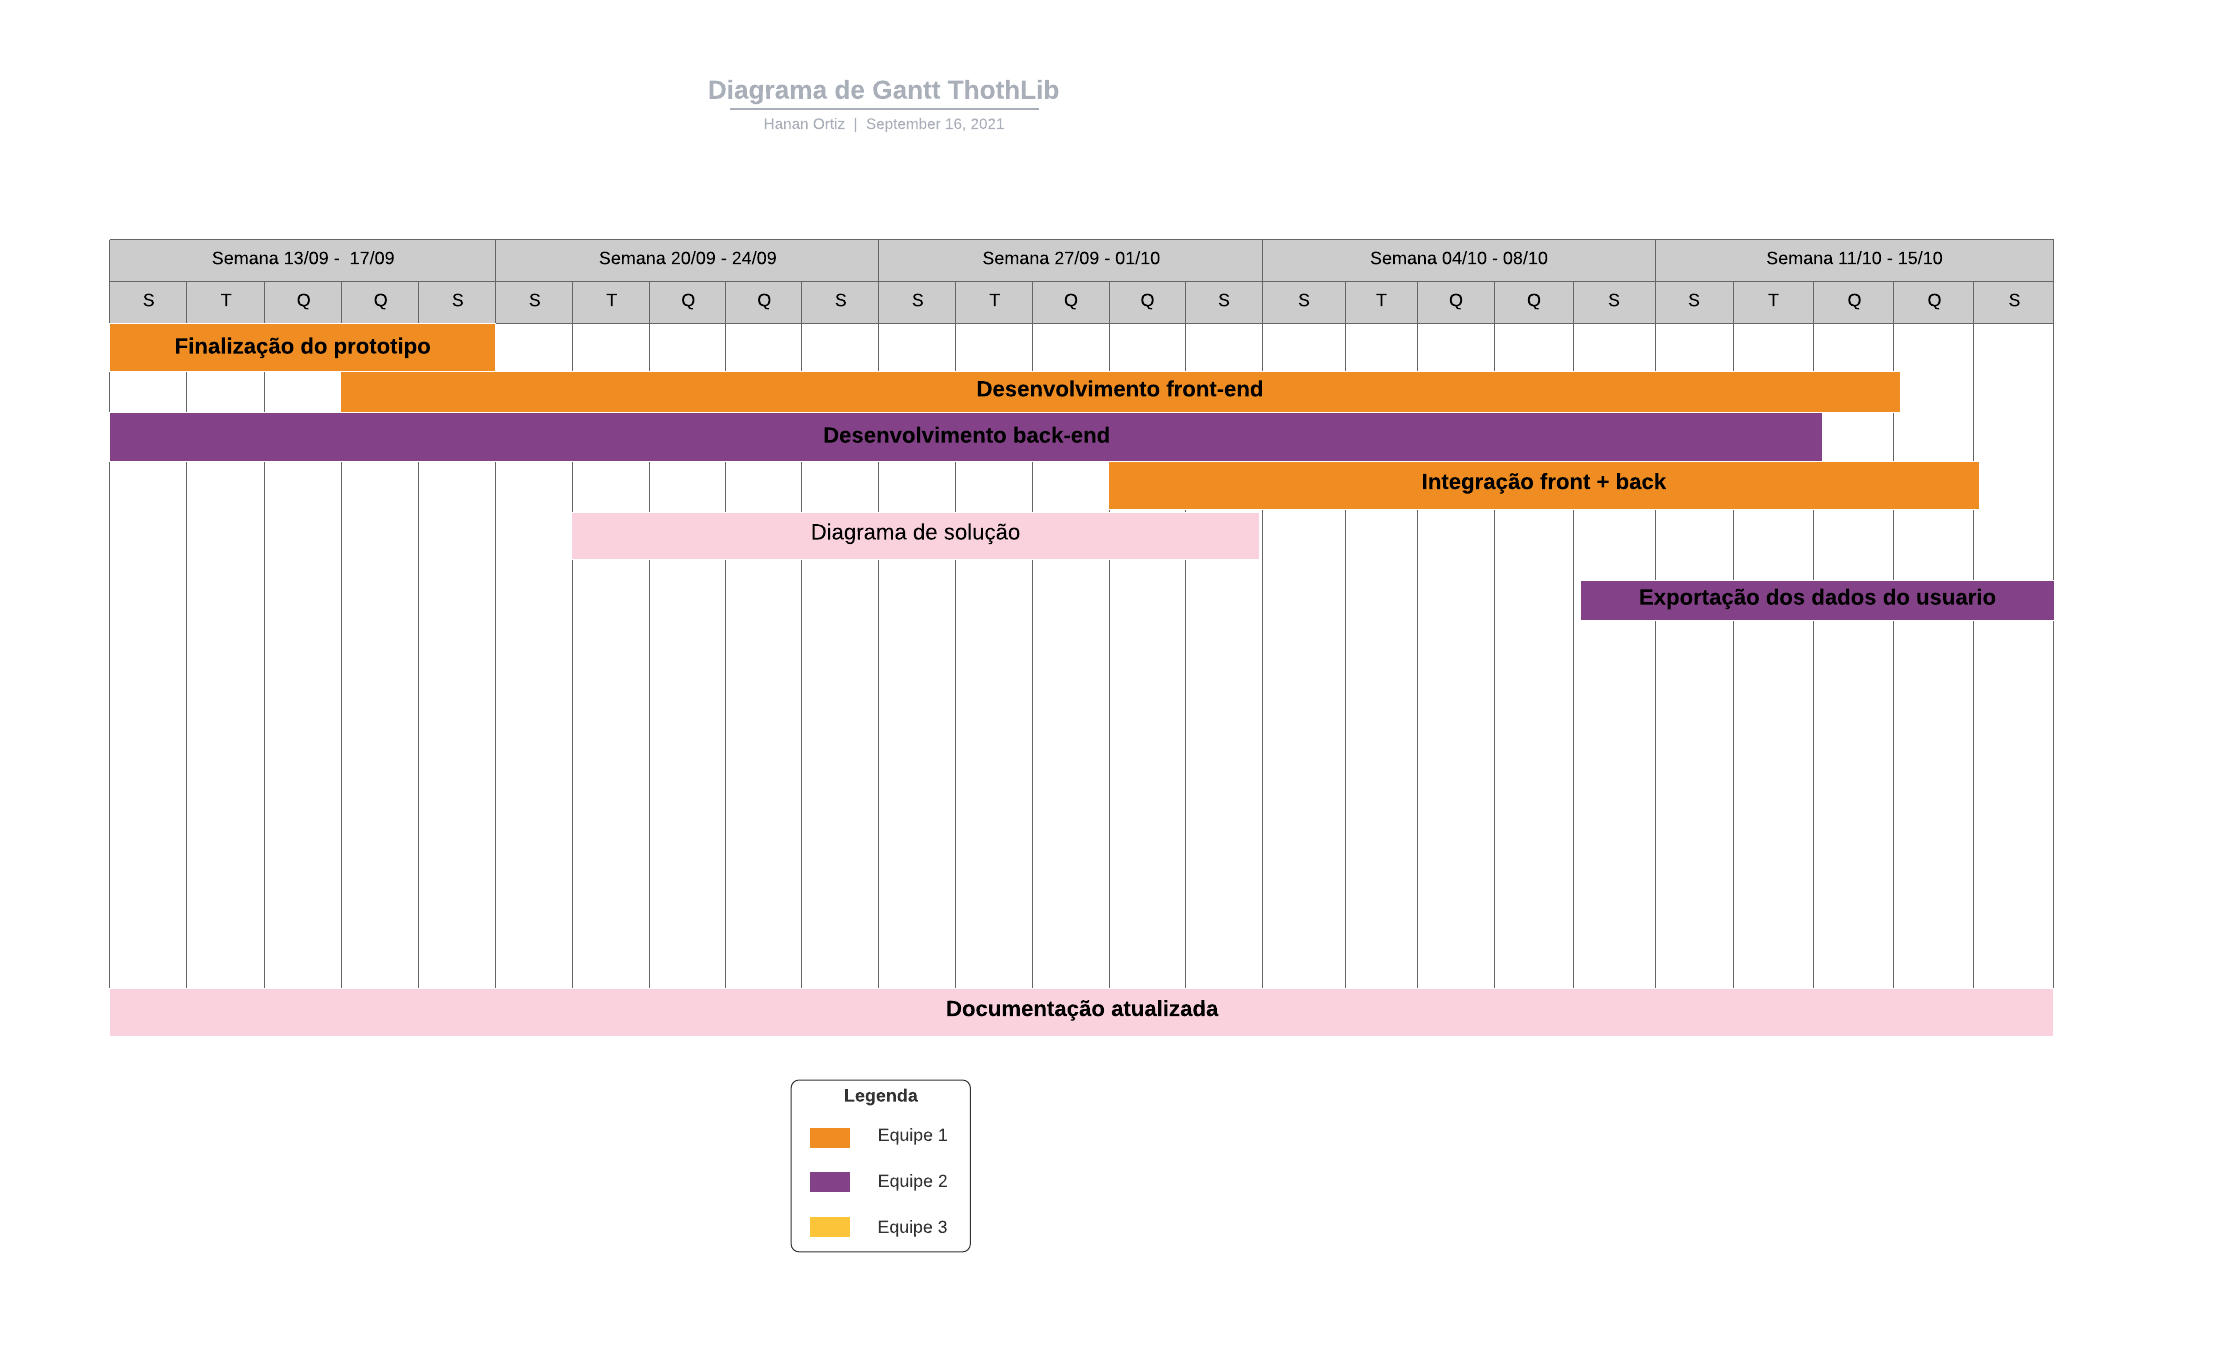 Diagrama de Gantt ThothLib
Hanan Ortiz | September 16, 2021
Semana 13/09 -  17/09 Semana 20/09 - 24/09 Semana 27/09 - 01/10 Semana 04/10 - 08/10 Semana 11/10 - 15/10
S T Q Q S S T Q Q S S T Q Q S S T Q Q S S T Q Q S
Finalização do prototipo
Desenvolvimento front-end
Desenvolvimento back-end
Integração front + back
Diagrama de solução
Exportação dos dados do usuario
Documentação atualizada
Legenda
Equipe 1
Equipe 2
Equipe 3